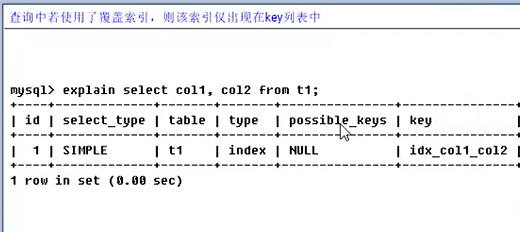 查询中若使用了覆盖索引，则该索引仅出现在key列表中
mysql> explain select col1, col2 from t1;
+----+-------------+-------+-------+---------------+---------------
| id | select_type | table | type | possible_keys | key |
+----+-------------+-------+-------+---------------+---------------
| 1 | SIMPLE | t1 | index | NULL | idx_col1_col2 |
+----+-------------+-------+-------+---------------+---------------
1 row in set (0.00 sec)